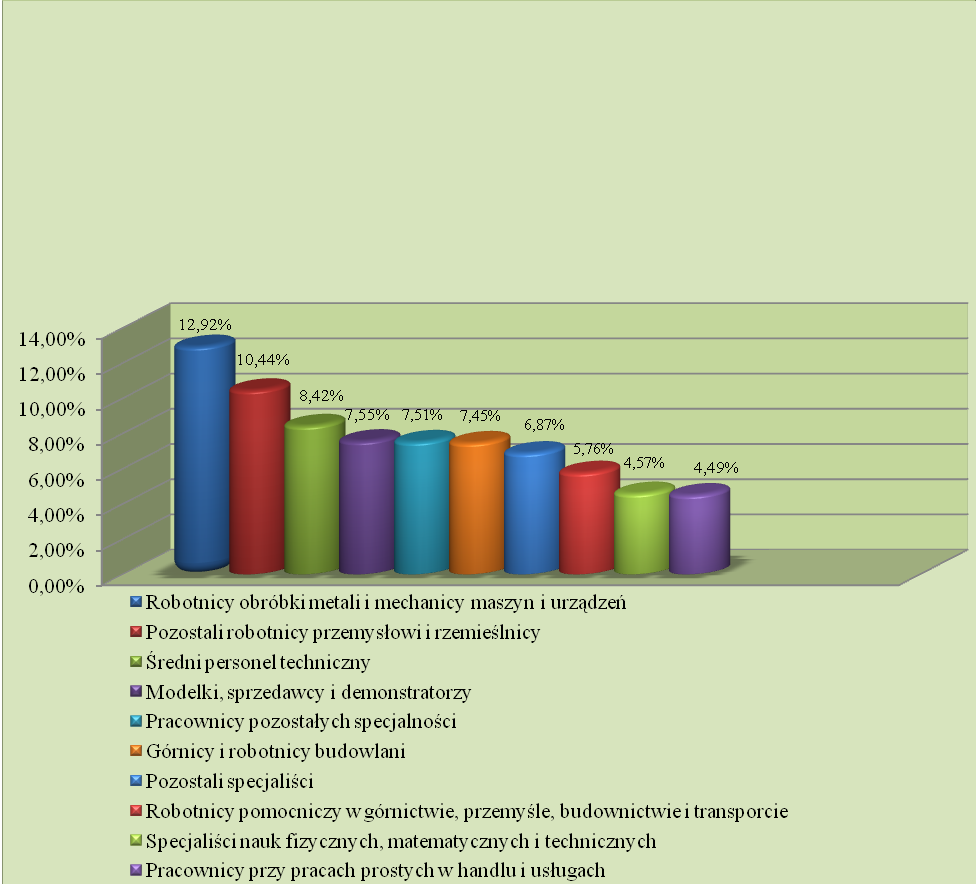 12,92%
10,44%
8,42%
7,55%
7,51%
7,45%
6,87%
5,76%
4,57%
4,49%
14,00%
12,00%
10,00%
8,00%
6,00%
4,00%
2,00%
0,00%
Robotnicy obróbki metali i mechanicy maszyn i urządzeń
Pozostali robotnicy przemysłowi i rzemieślnicy
Średni personel techniczny
Modelki, sprzedawcy i demonstratorzy
Pracownicy pozostałych specjalności
Górnicy i robotnicy budowlani
Pozostali specjaliści
Robotnicy pomocniczy w górnictwie, przemyśle, budownictwie i transporcie
Specjaliści nauk fizycznych, matematycznych i technicznych
Pracownicy przy pracach prostych w handlu i usługach